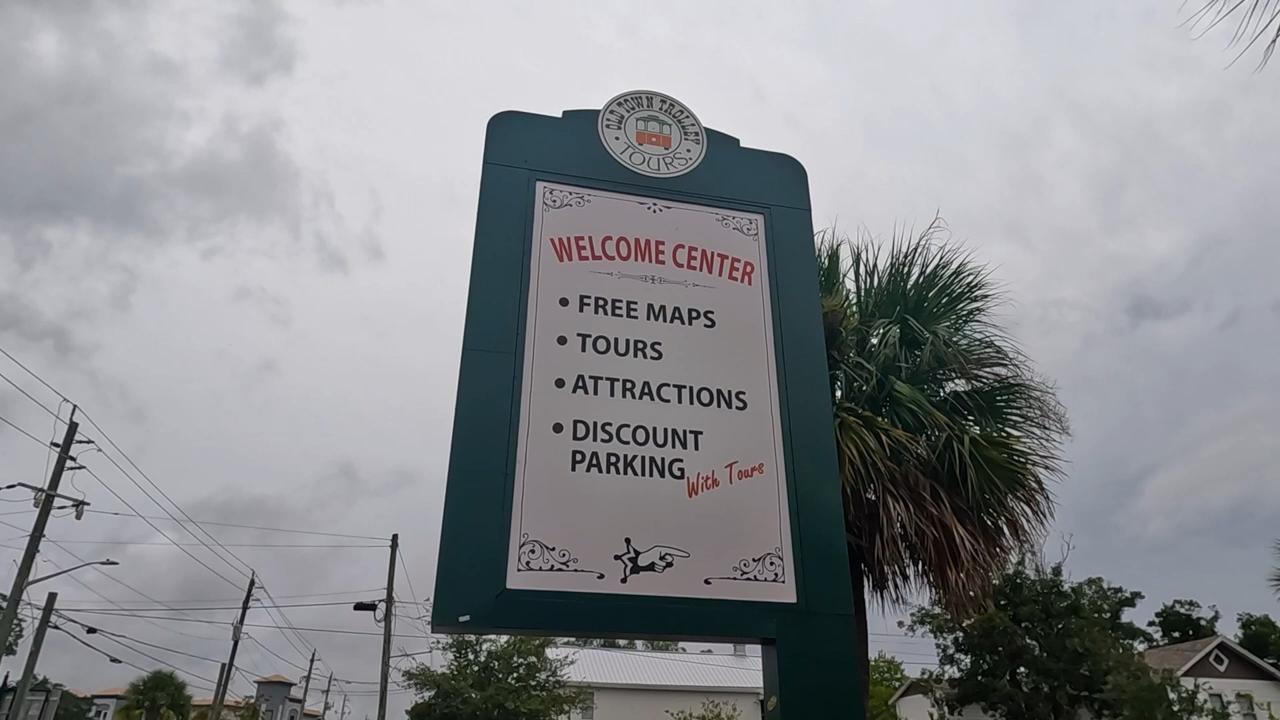 OLD TOWN TROLLEY
TOURS
WELCOME CENTER
• FREE MAPS
• TOURS
• ATTRACTIONS
• DISCOUNT
PARKING
With Tours